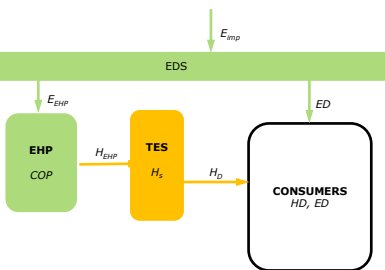 E_imp
EDS
E_EHP
ED
EHP
COP
H_EHP
TES
H_s
H_D
CONSUMERS
HD, ED